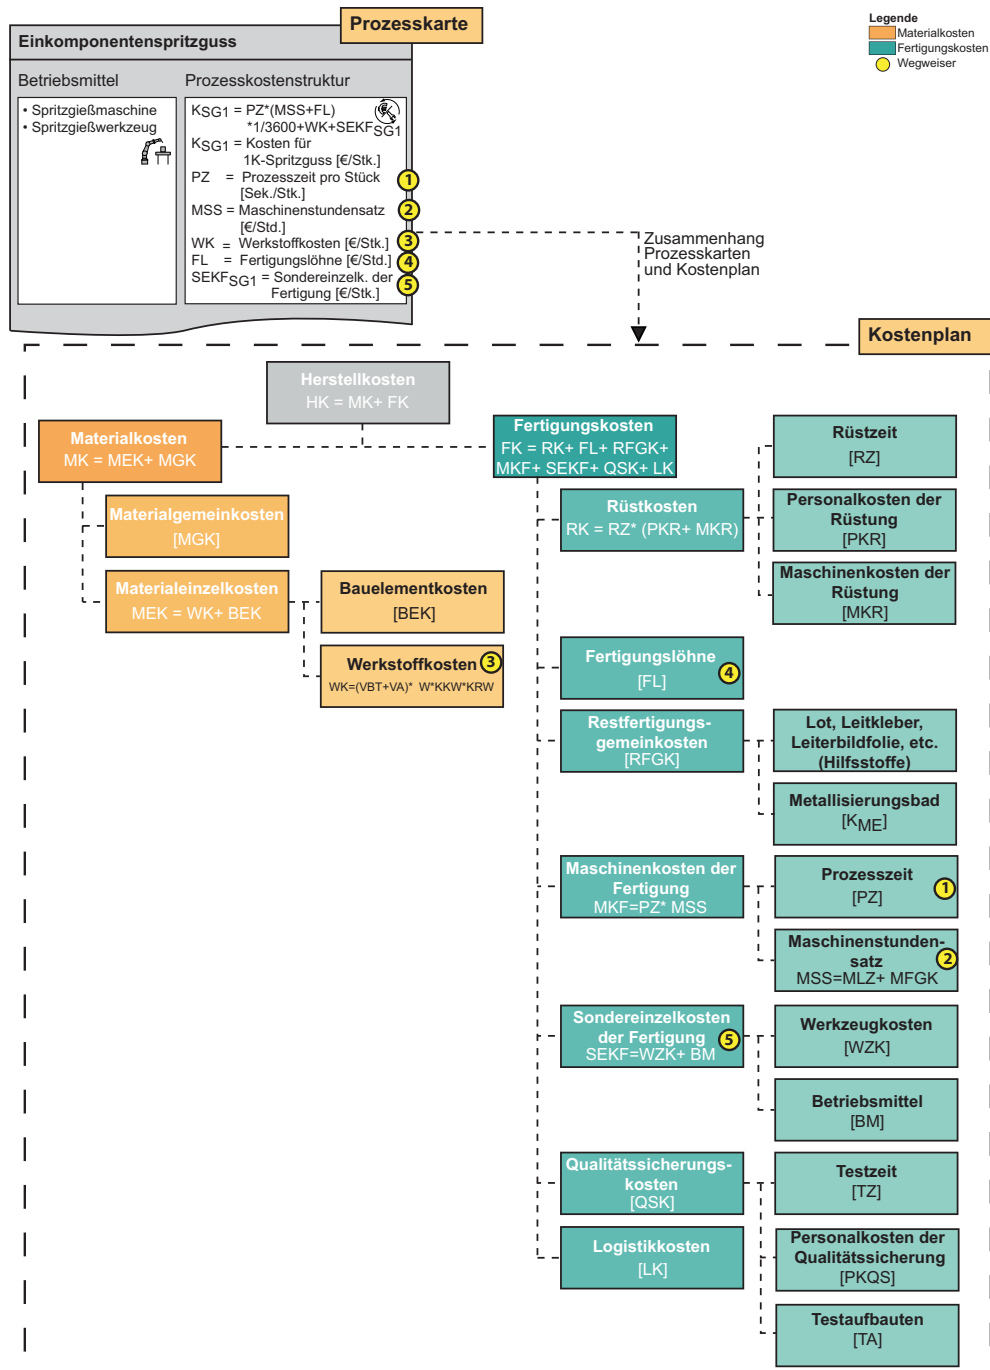 Prozesskarte
Einkomponentenspritzguss
Betriebsmittel
• Spritzgießmaschine
• Spritzgießwerkzeug
Prozesskostenstruktur
KSG1 = PZ*(MSS+FL)
*1/3600+WK+SEKFSG1
KSG1 = Kosten für
1K-Spritzguss [€/Stk.]
PZ = Prozesszeit pro Stück
[Sek./Stk.]
1
MSS = Maschinenstundensatz
[€/Std.]
2
WK = Werkstoffkosten [€/Stk.]
3
FL = Fertigungslöhne [€/Std.]
4
SEKFSG1 = Sondereinzelk. der
Fertigung [€/Stk.]
5
Legende
Materialkosten
Fertigungskosten
Wegweiser
Zusammenhang
Prozesskarten
und Kostenplan
Kostenplan
Herstellkosten
HK = MK+ FK
Materialkosten
MK = MEK+ MGK
Materialgemeinkosten
[MGK]
Materialeinzelkosten
MEK = WK+ BEK
Bauelementkosten
[BEK]
Werkstoffkosten
3
WK=(VBT+VA)* W*KKW*KRW
Fertigungskosten
FK = RK+ FL+ RFGK+
MKF+ SEKF+ QSK+ LK
Rüstkosten
RK = RZ* (PKR+ MKR)
Rüstzeit
[RZ]
Personalkosten der
Rüstung
[PKR]
Maschinenkosten der
Rüstung
[MKR]
Fertigungslöhne
[FL]
4
Restfertigungs-
gemeinkosten
[RFGK]
Lot, Leitkleber,
Leiterbildfolie, etc.
(Hilfsstoffe)
Metallisierungsbad
[KME]
Maschinenkosten der
Fertigung
MKF=PZ* MSS
Prozesszeit
[PZ]
1
Maschinenstunden-
satz
2
MSS=MLZ+ MFGK
Sondereinzelkosten
der Fertigung
5
SEKF=WZK+ BM
Werkzeugkosten
[WZK]
Betriebsmittel
[BM]
Qualitätssicherungs-
kosten
[QSK]
Testzeit
[TZ]
Personalkosten der
Qualitätssicherung
[PKQS]
Testaufbauten
[TA]
Logistikkosten
[LK]